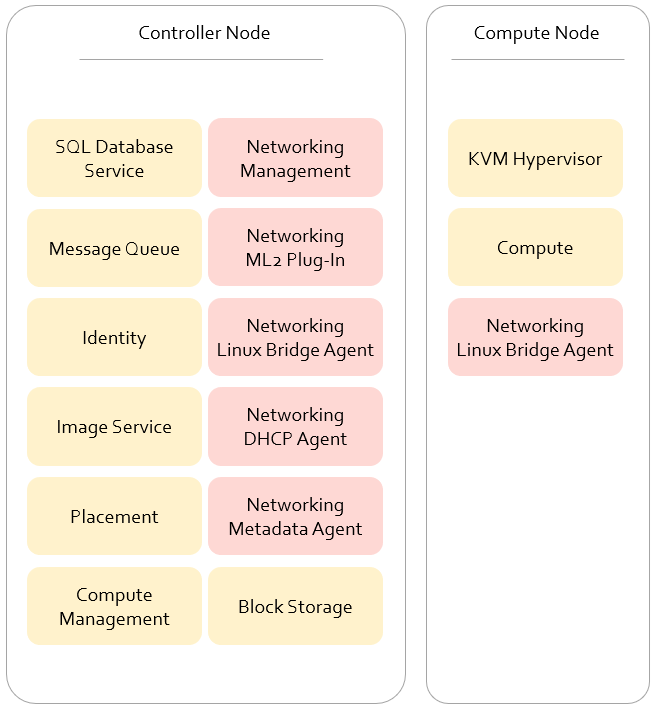 Controller Node
SQL Database
Service
Networking
Management
Message Queue
Networking
ML2 Plug-In
Identity
Networking
Linux Bridge Agent
Image Service
Networking
DHCP Agent
Placement
Networking
Metadata Agent
Compute
Management
Block Storage
Compute Node
KVM Hypervisor
Compute
Networking
Linux Bridge Agent